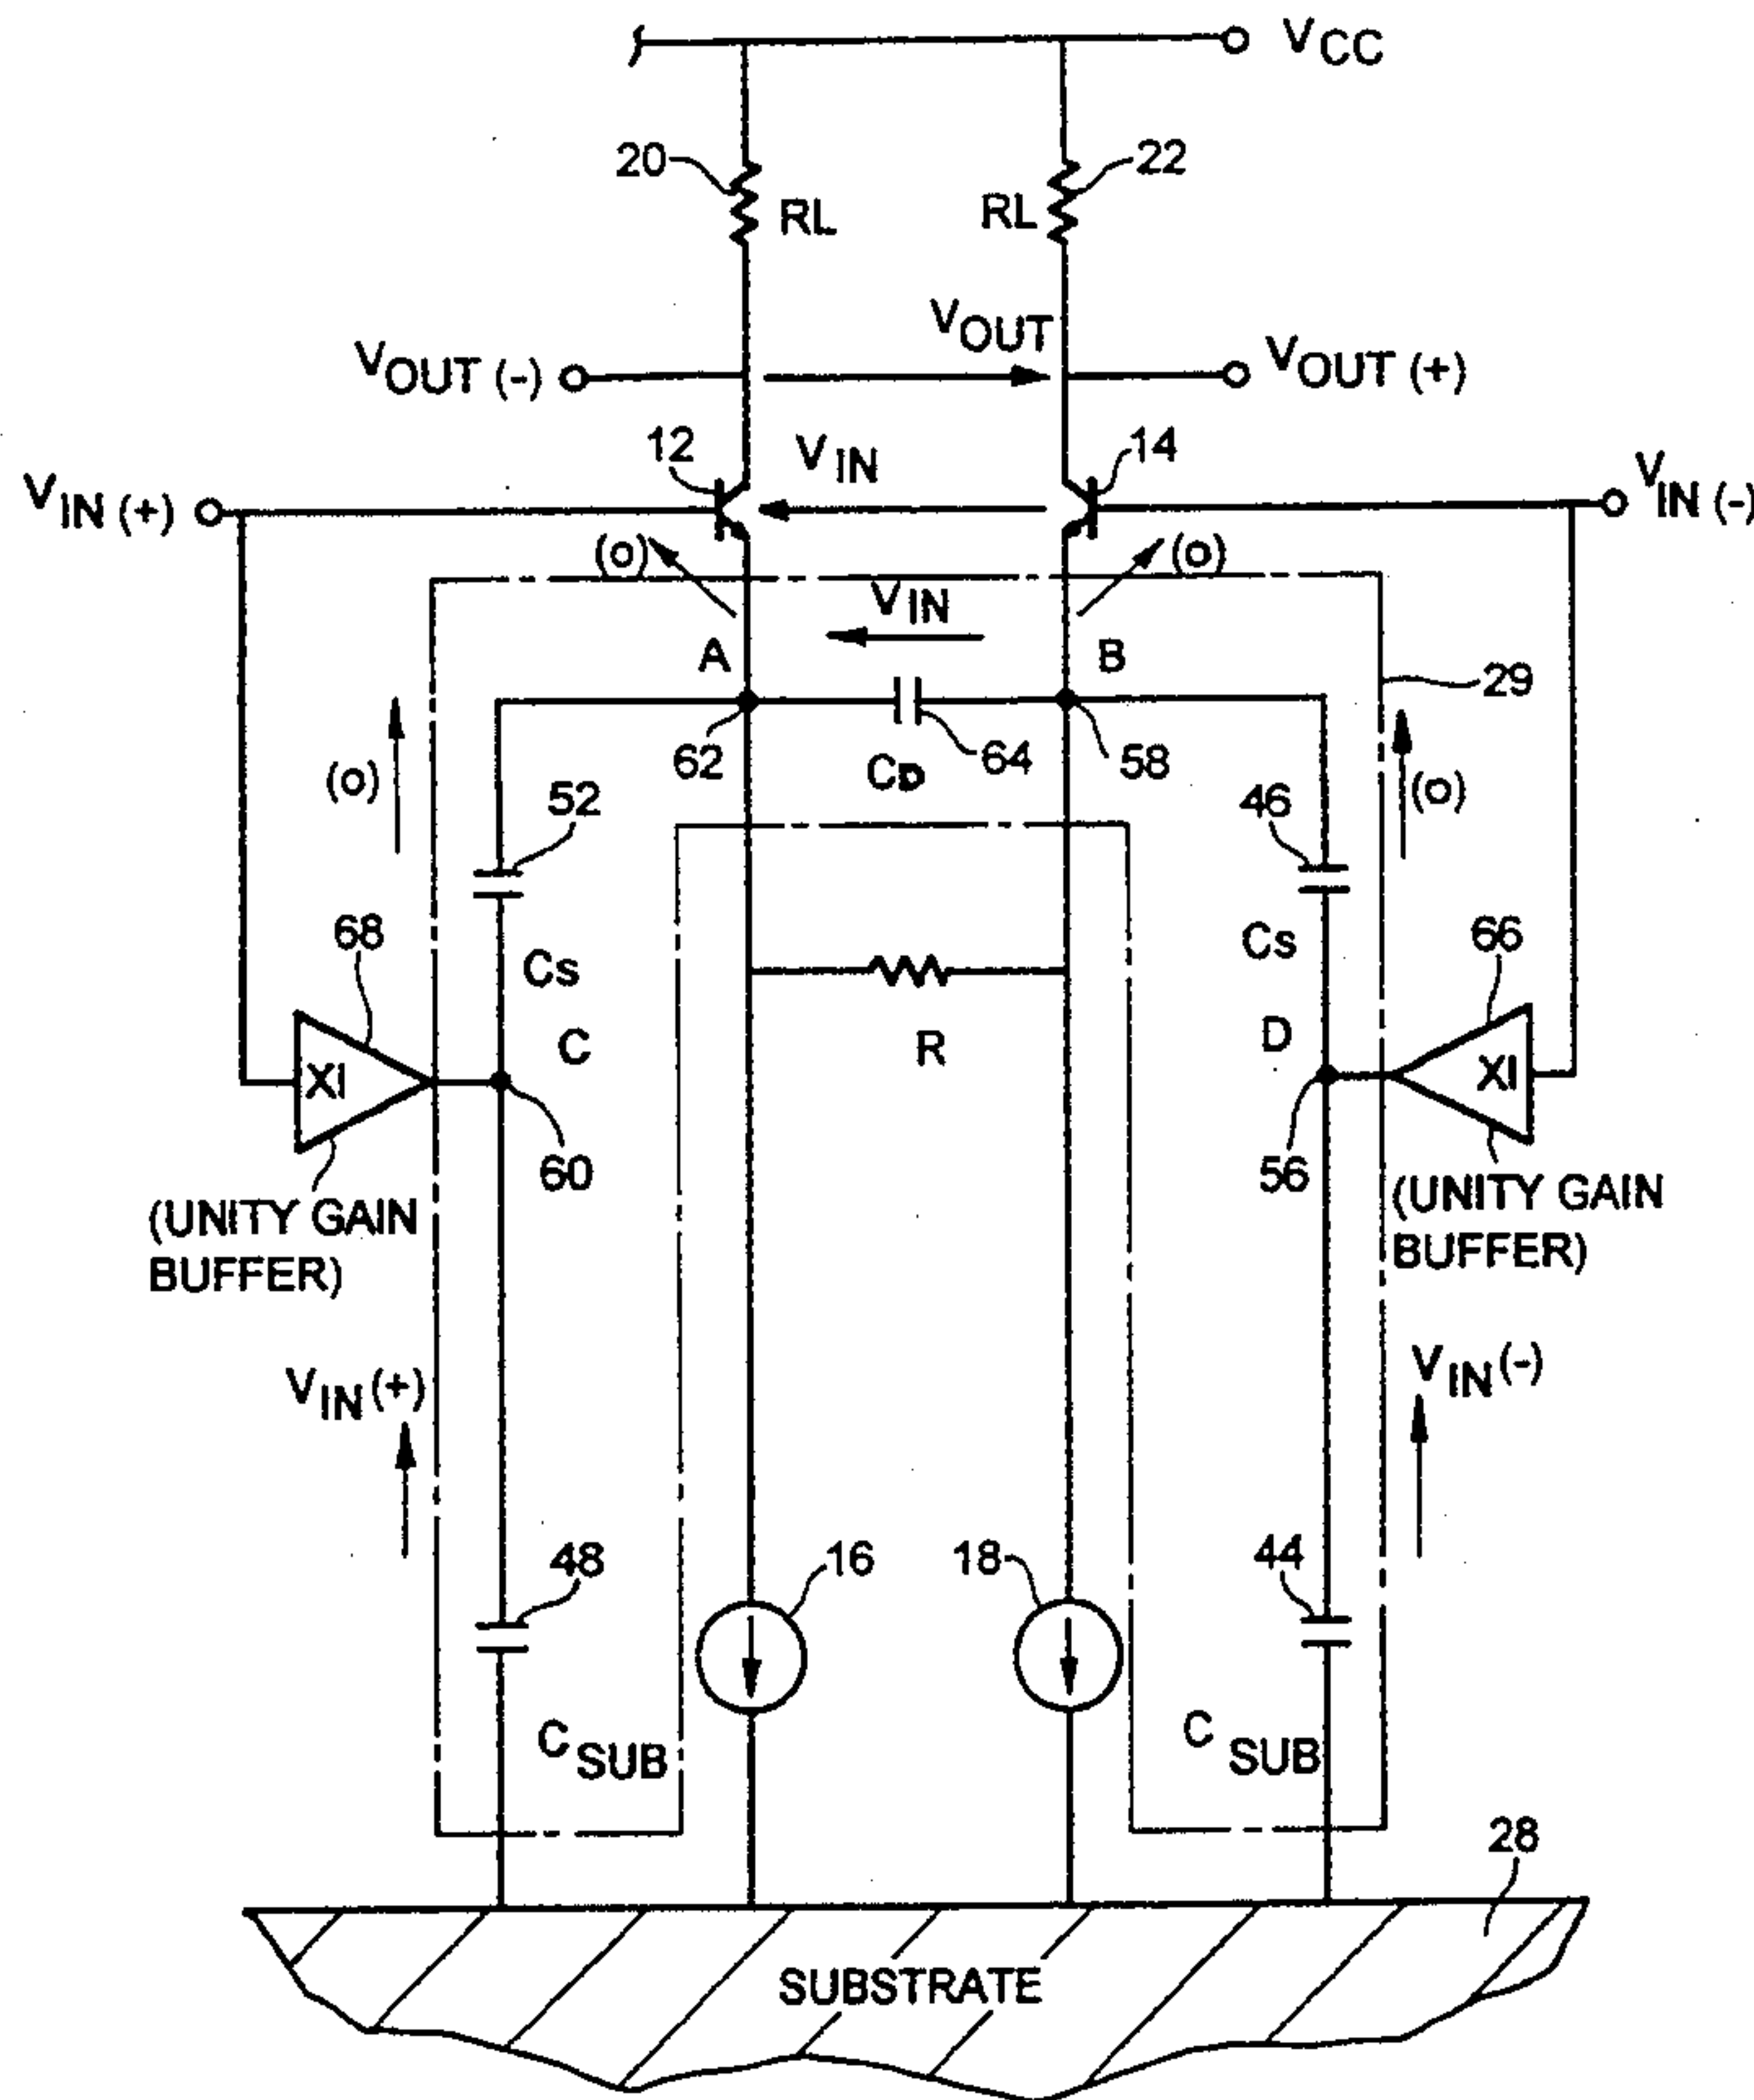 VCC
20
22
RL
RL
VOUT
VOUT (-)
VOUT (+)
12
VIN
14
VIN (+)
VIN (-)
(O)
(O)
VIN
A
B
29
62
64
58
(O)
CD
(O)
52
46
68
66
CS
CS
C
R
D
XI
XI
60
56
(UNITY GAIN
BUFFER)
(UNITY GAIN
BUFFER)
VIN (+)
VIN (-)
48
16
18
44
CSUB
CSUB
28
SUBSTRATE